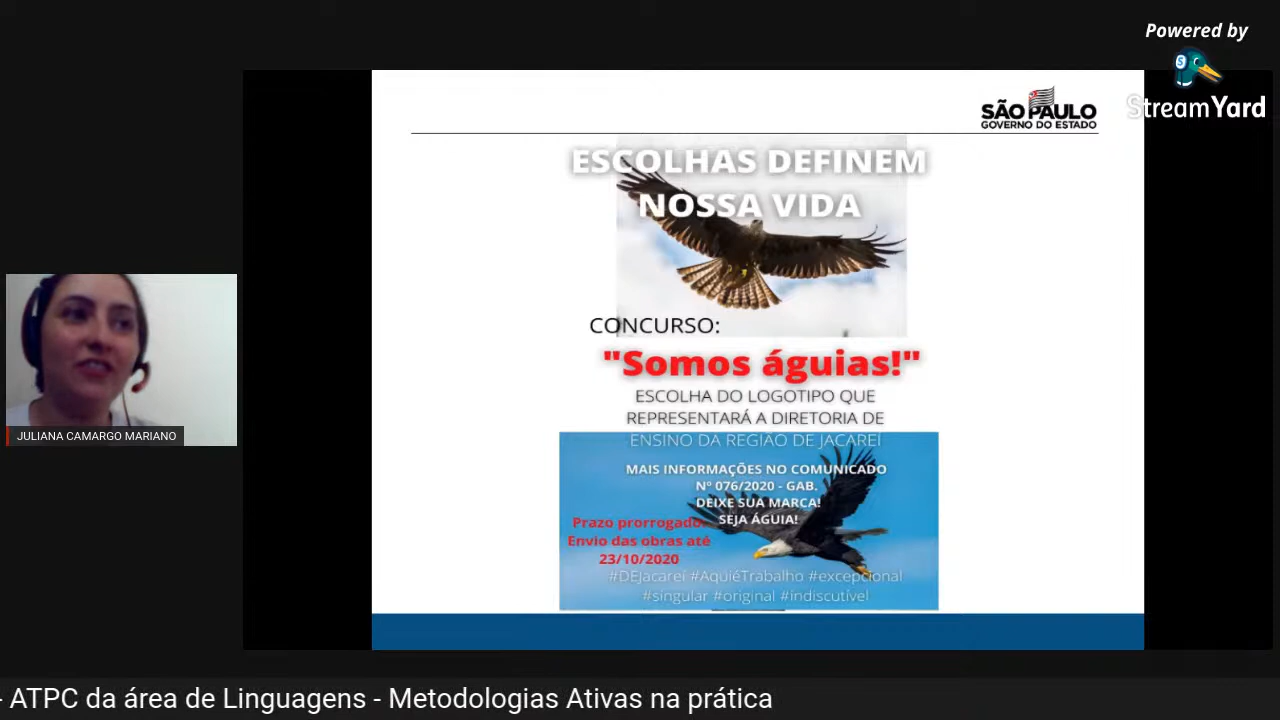 Powered by
StreamYard
SÃO PAULO
GOVERNO DO ESTADO
ESCOLHAS DEFINEM
NOSSA VIDA
CONCURSO:
"Somos águias!"
ESCOLHA DO LOGOTIPO QUE
REPRESENTARÁ A DIRETORIA DE
ENSINO DA REGIÃO DE JACAREÍ
MAIS INFORMAÇÕES NO COMUNICADO
Nº 076/2020 - GAB.
DEIXE SUA MARCA!
SEJA ÁGUIA!
Prazo prorrogado:
Envio das obras até
23/10/2020
#DEJacareí #AquiéTrabalho #excepcional
#singular #original #indiscutível
JULIANA CAMARGO MARIANO
- ATPC da área de Linguagens - Metodologias Ativas na prática